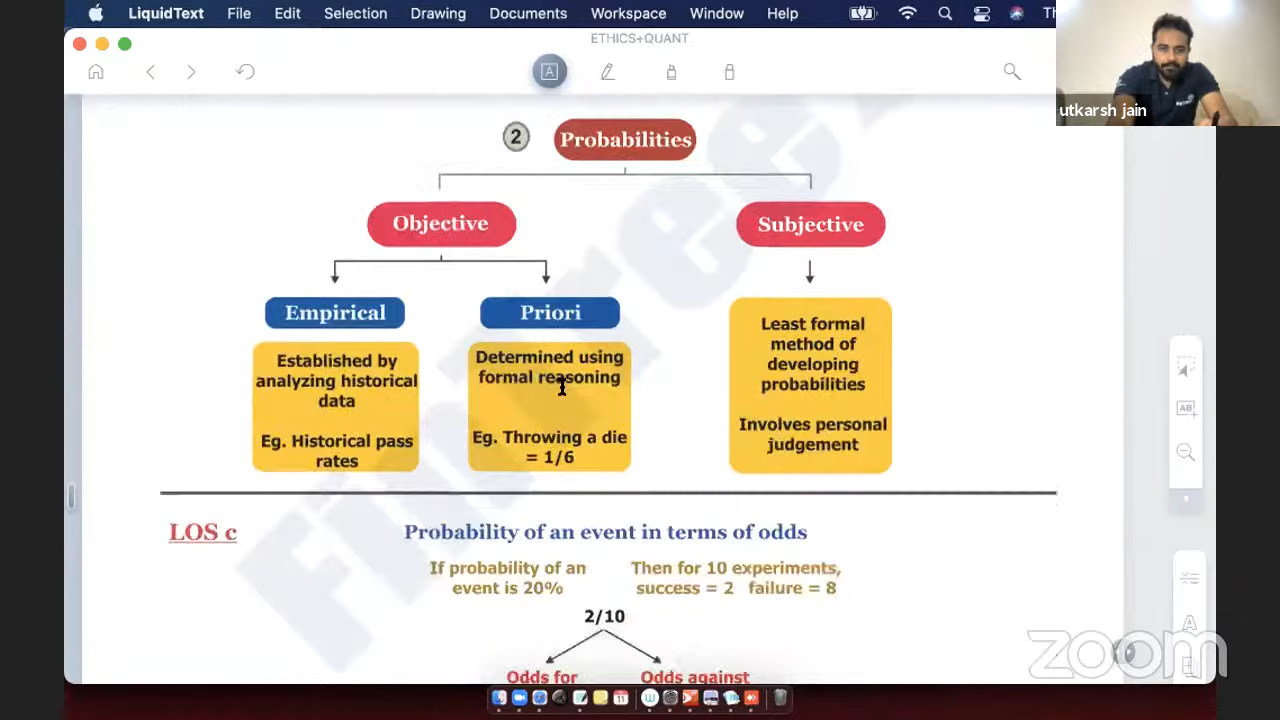 LiquidText File Edit Selection Drawing Documents Workspace Window Help
ETHICS+QUANT
utkarsh jain
2 Probabilities
Objective
Subjective
Empirical
Priori
Established by
analyzing historical
data
Eg. Historical pass
rates
Determined using
formal reasoning
Eg. Throwing a die
= 1/6
Least formal
method of
developing
probabilities
Involves personal
judgement
LOS c
Probability of an event in terms of odds
If probability of an
event is 20%
Then for 10 experiments,
success = 2 failure = 8
2/10
Odds for
Odds against
zoom